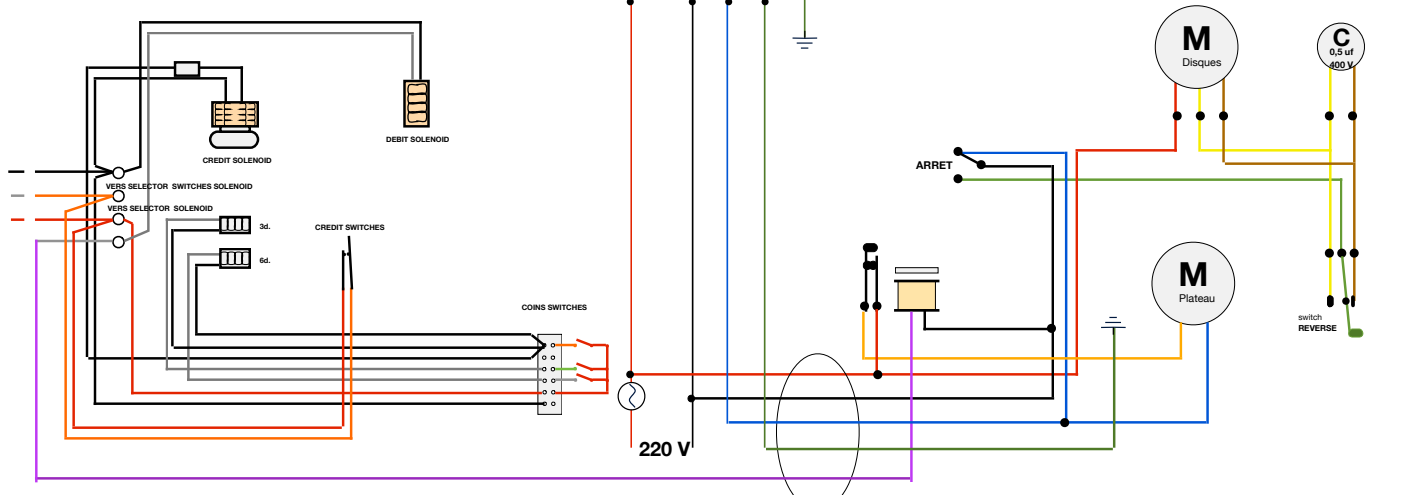 M
Disques
C
0,5 uf
400 V
DEBIT SOLENOID
CREDIT SOLENOID
ARRET
VERS SELECTOR SWITCHES SOLENOID
VERS SELECTOR SOLENOID
3d.
CREDIT SWITCHES
6d.
M
Plateau
COINS SWITCHES
switch
REVERSE
220 V